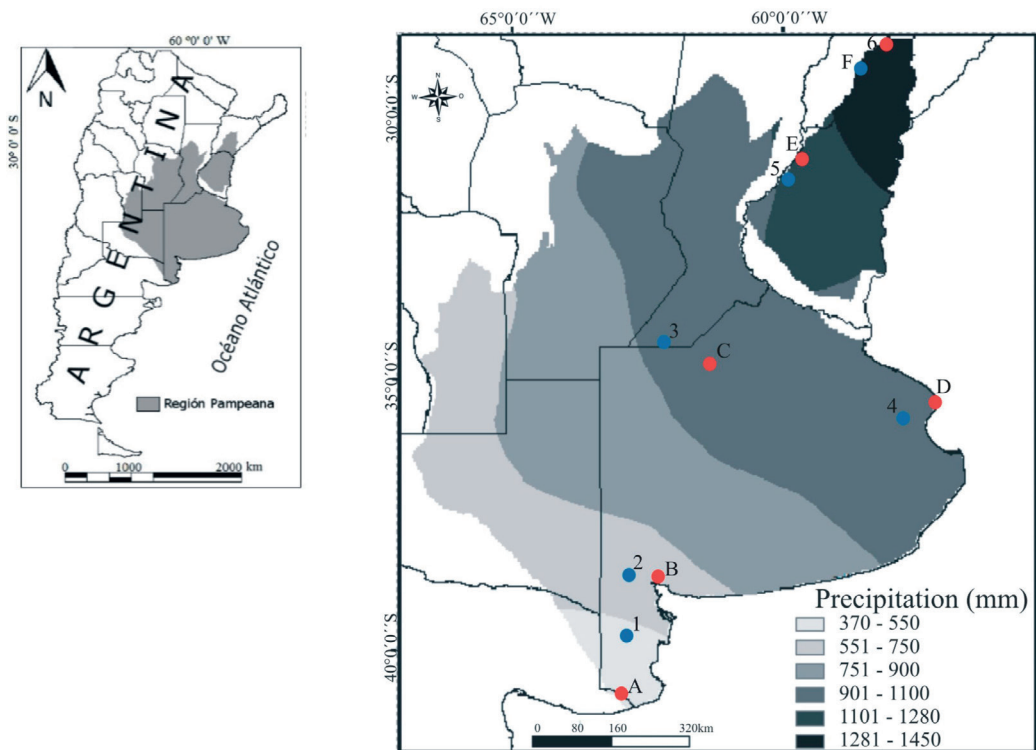 60 º0' 0' W
N
30º 0' 0' S
ARGENTINA
Océano Atlántico
Región Pampeana
0 1000 2000 km
65°0´0´´W 60°0´0´´W
30°0´0´´S
35°0´0´´S
40°0´0´´S
N
W O
S
6
F
E
5
3
C
D
4
2
B
1
A
Precipitation (mm)
370 - 550
551 - 750
751 - 900
901 - 1100
1101 - 1280
1281 - 1450
0 80 160 320km